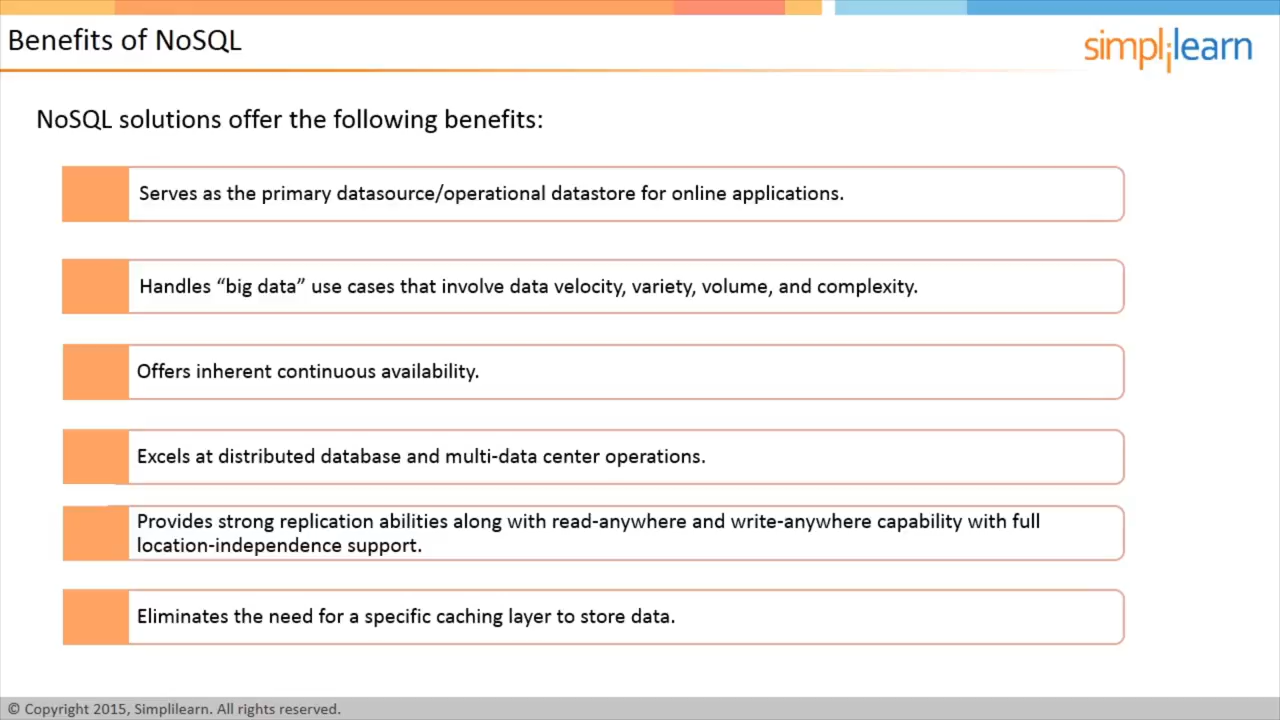 Benefits of NoSQL
simplilearn
NoSQL solutions offer the following benefits:
Serves as the primary datasource/operational datastore for online applications.
Handles “big data” use cases that involve data velocity, variety, volume, and complexity.
Offers inherent continuous availability.
Excels at distributed database and multi-data center operations.
Provides strong replication abilities along with read-anywhere and write-anywhere capability with full
location-independence support.
Eliminates the need for a specific caching layer to store data.
© Copyright 2015, Simplilearn. All rights reserved.